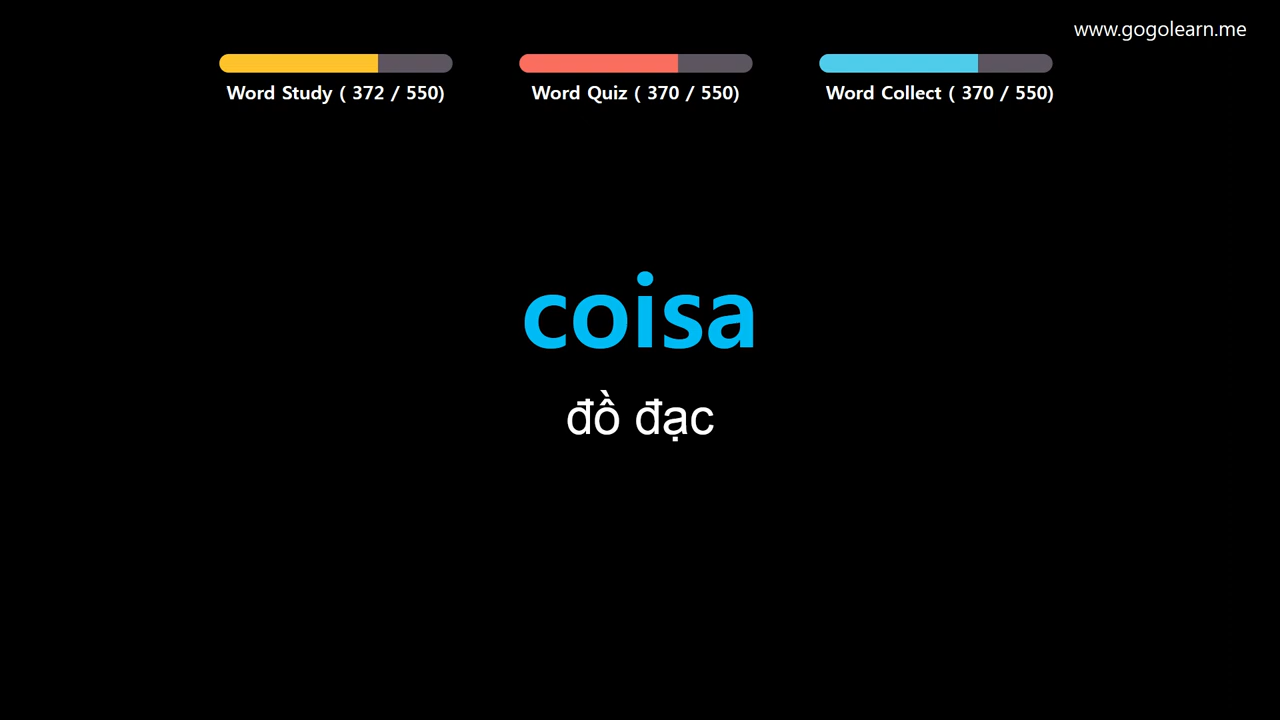 www.gogolearn.me
Word Study ( 372 / 550)
Word Quiz ( 370 / 550)
Word Collect ( 370 / 550)
coisa
đồ đạc